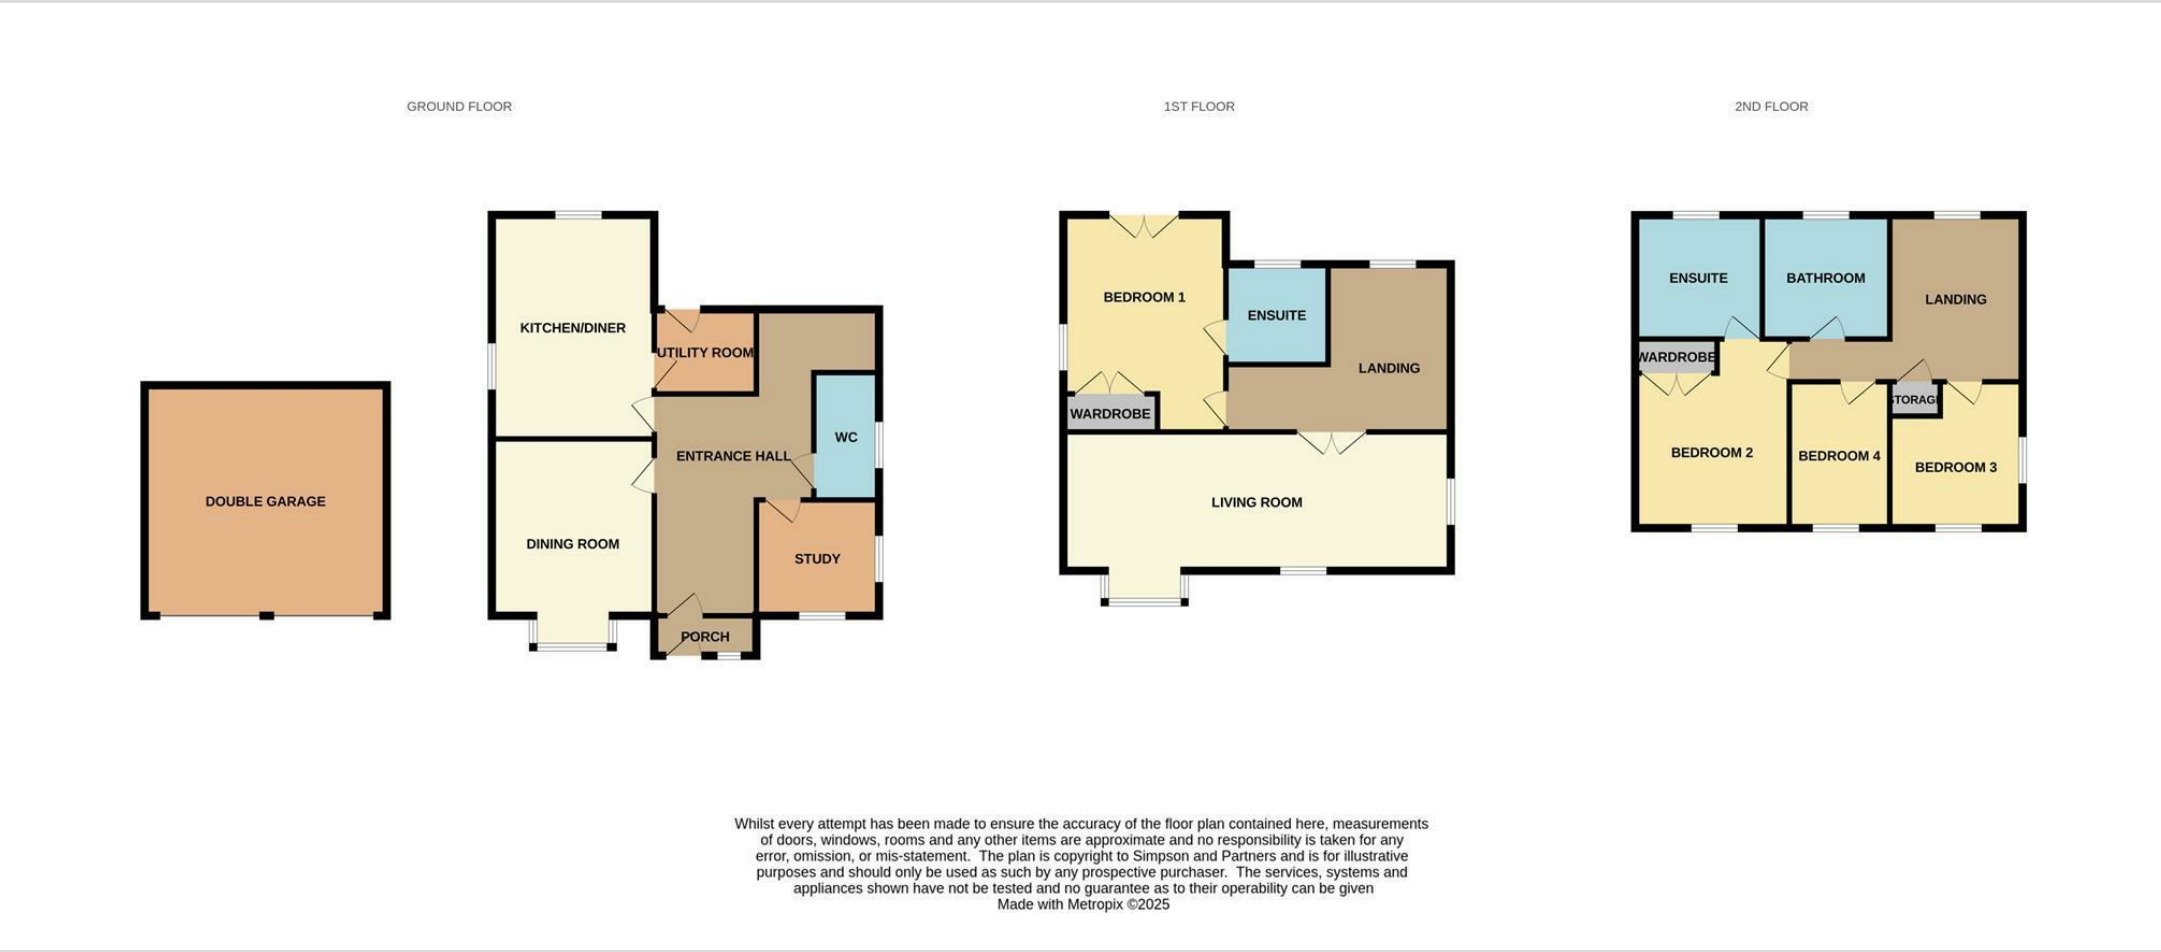 GROUND FLOOR
1ST FLOOR
2ND FLOOR
KITCHEN/DINER
UTILITY ROOM
WC
ENTRANCE HALL
DOUBLE GARAGE
DINING ROOM
STUDY
PORCH
BEDROOM 1
ENSUITE
LANDING
WARDROBE
LIVING ROOM
ENSUITE
BATHROOM
LANDING
WARDROBE
STORAGE
BEDROOM 2
BEDROOM 4
BEDROOM 3
Whilst every attempt has been made to ensure the accuracy of the floor plan contained here, measurements
of doors, windows, rooms and any other items are approximate and no responsibility is taken for any
error, omission, or mis-statement. The plan is copyright to Simpson and Partners and is for illustrative
purposes and should only be used as such by any prospective purchaser. The services, systems and
appliances shown have not be tested and no guarantee as to their operability can be given
Made with Metropix ©2025